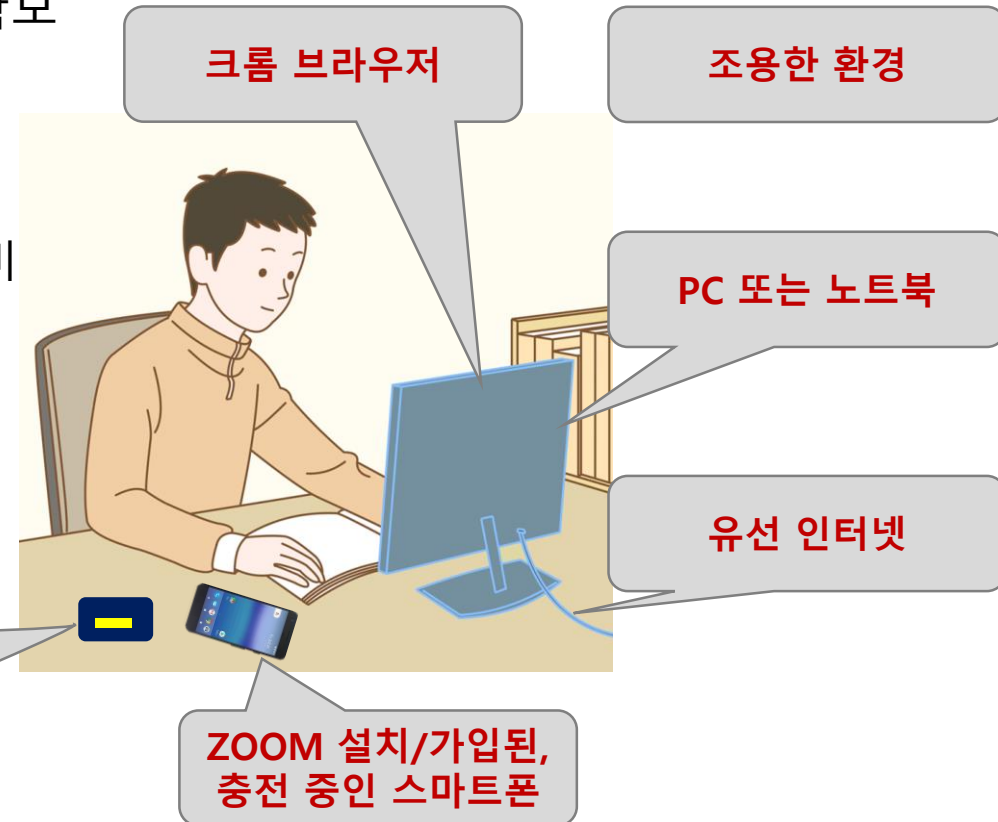 크롬 브라우저
조용한 환경
PC 또는 노트북
유선 인터넷
ZOOM 설치/가입된,
충전 중인 스마트폰